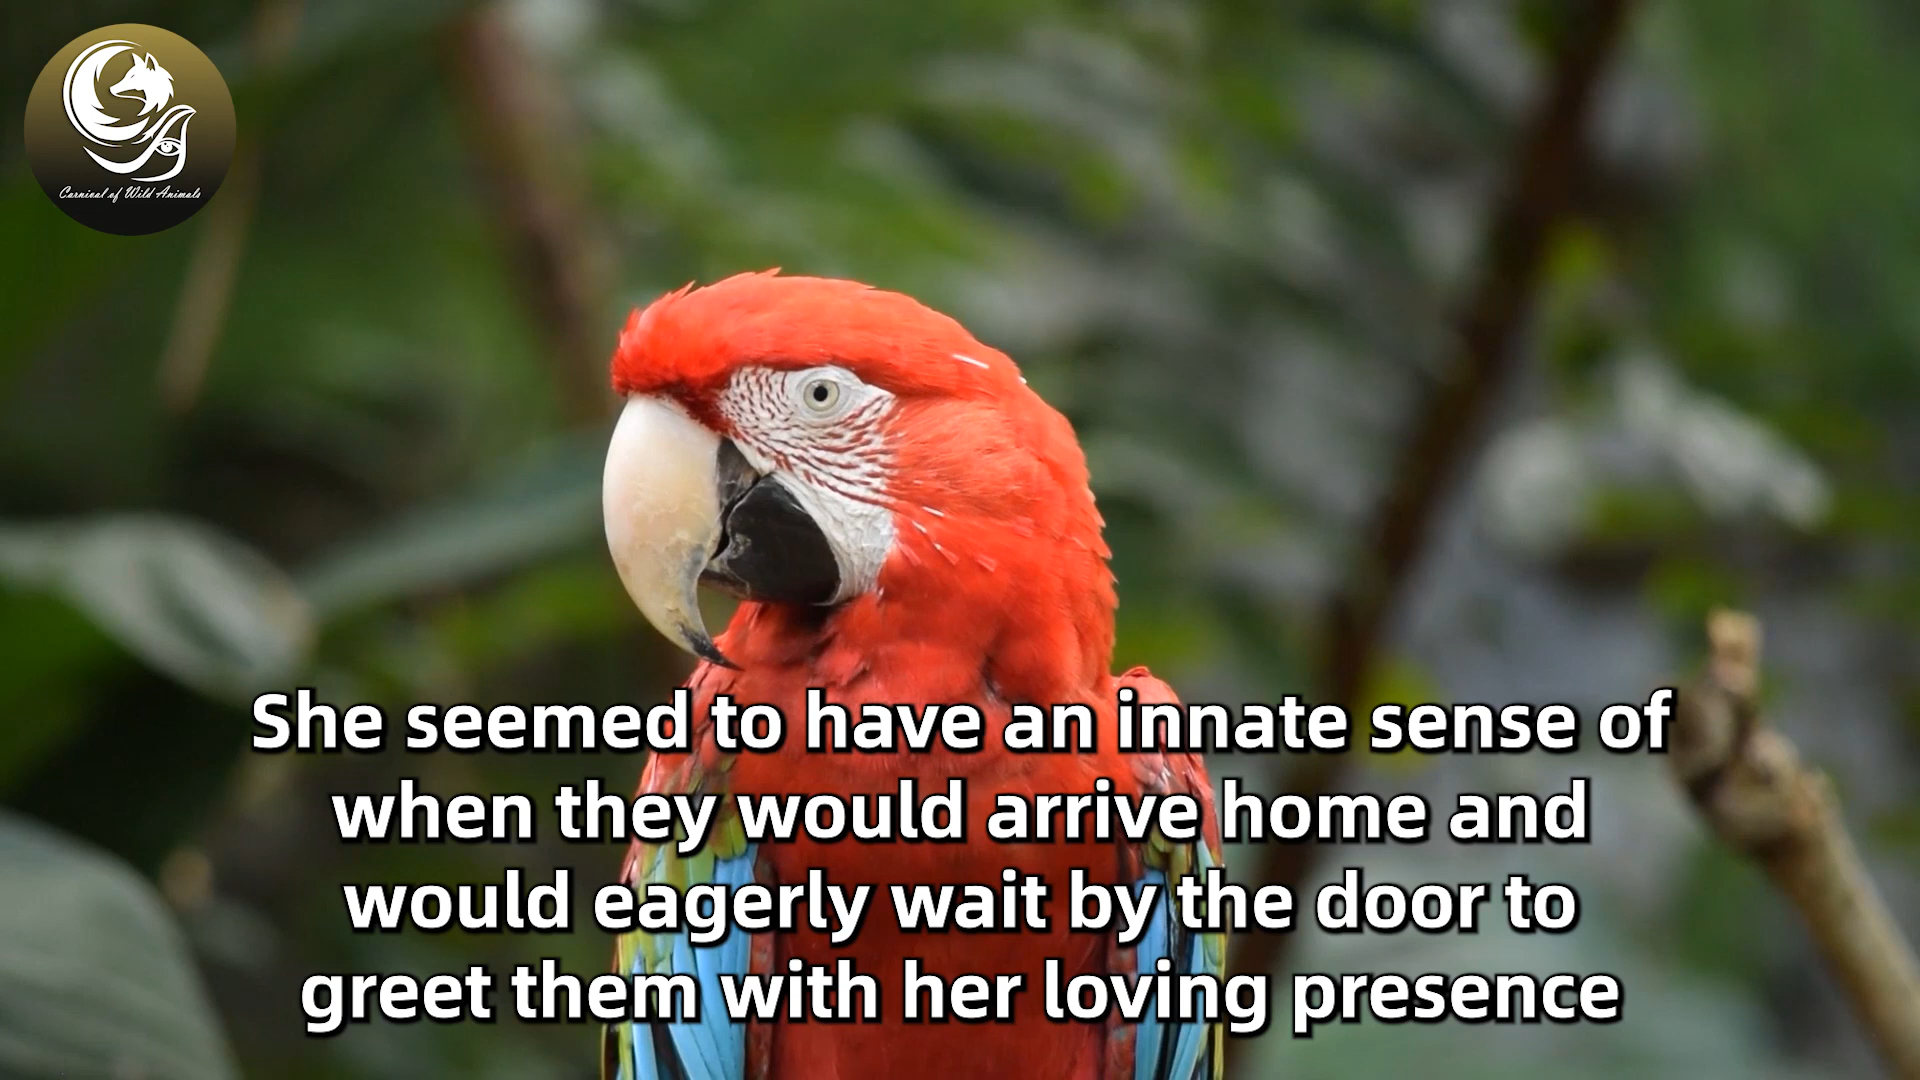 Carnival of Wild Animals
She seemed to have an innate sense of
when they would arrive home and
would eagerly wait by the door to
greet them with her loving presence